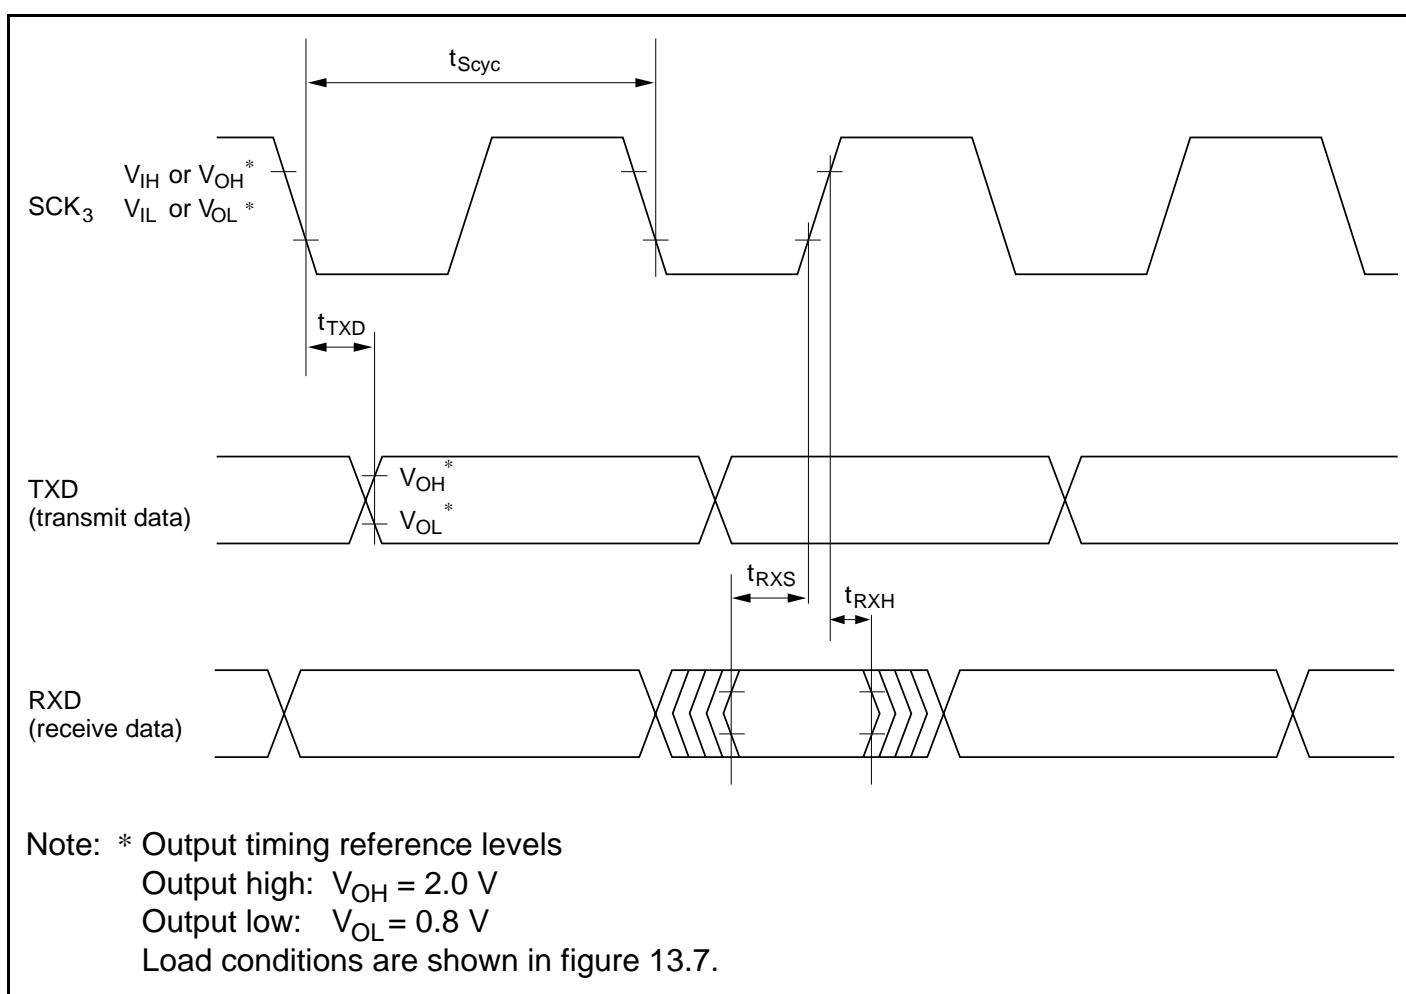 tScyc
VIH or VOH*
SCK3 VIL or VOL*
tTXD
TXD
(transmit data)
VOH*
VOL*
tRXS
tRXH
RXD
(receive data)
Note: * Output timing reference levels
Output high: VOH = 2.0 V
Output low: VOL = 0.8 V
Load conditions are shown in figure 13.7.